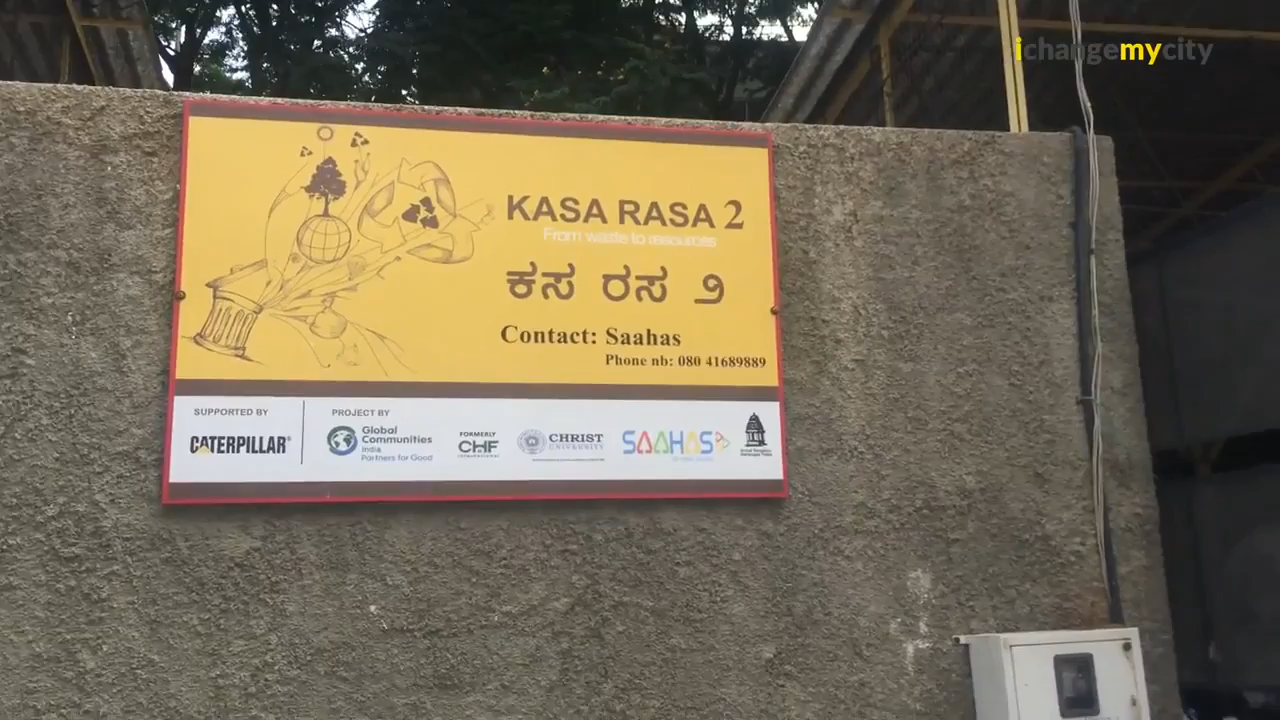 ichangemycity
KASA RASA 2
From waste to resources
ಕಸ ರಸ ೨
Contact: Saahas
Phone nb: 080 41689889
SUPPORTED BY
CATERPILLAR®
PROJECT BY
Global
Communities
India
Partners for Good
FORMERLY
CHF
International
CHRIST
UNIVERSITY
SAAHAS